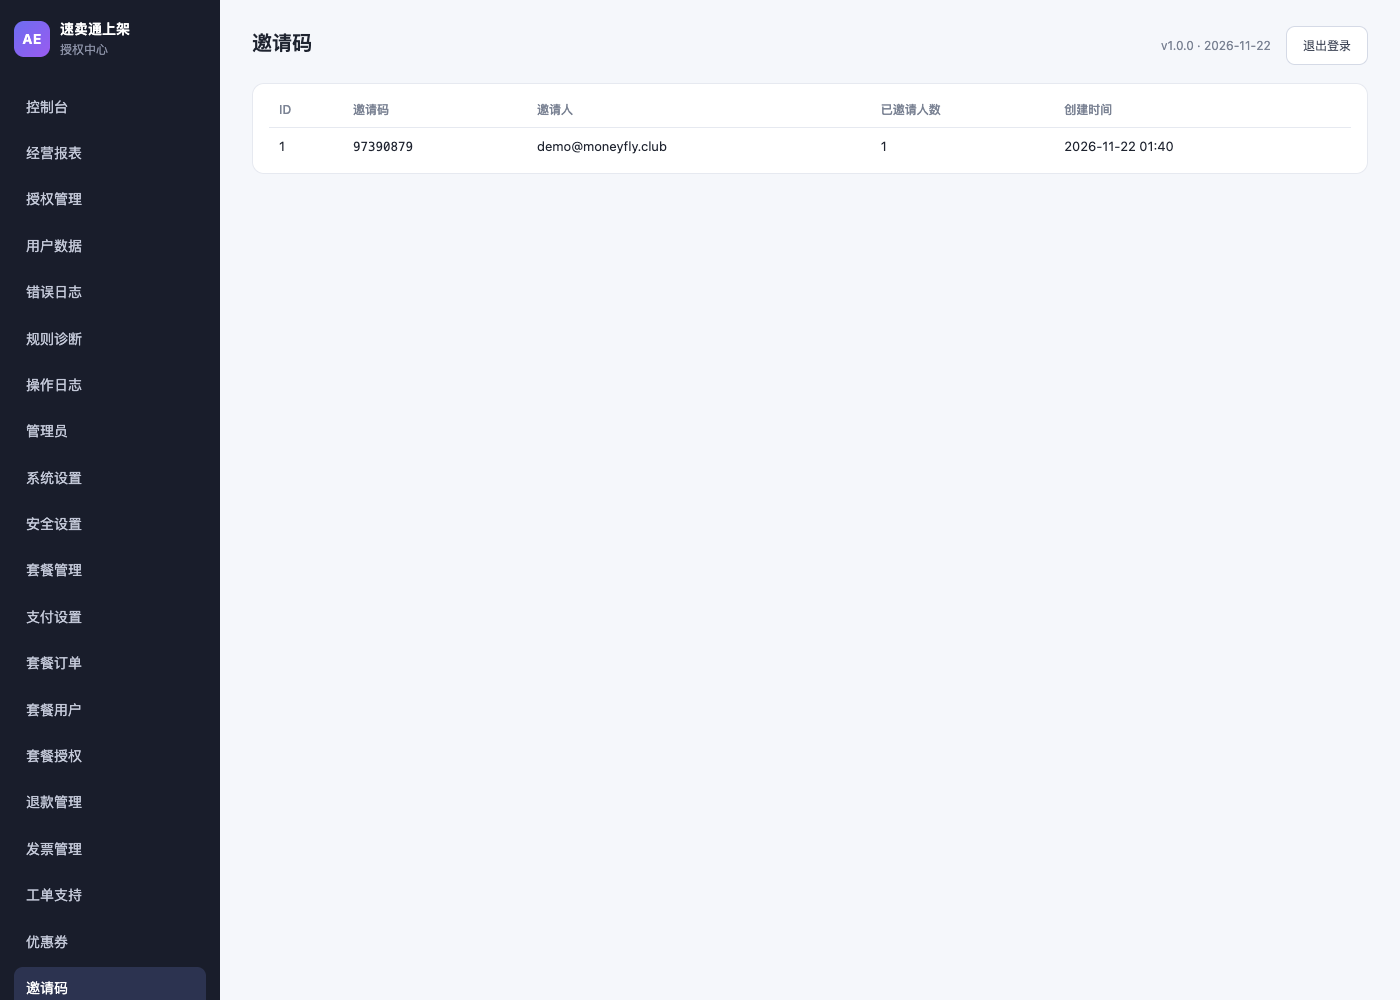 AE
速卖通上架
授权中心
控制台
经营报表
授权管理
用户数据
错误日志
规则诊断
操作日志
管理员
系统设置
安全设置
套餐管理
支付设置
套餐订单
套餐用户
套餐授权
退款管理
发票管理
工单支持
优惠券
邀请码
邀请码
v1.0.0 · 2026-11-22
退出登录
ID 邀请码 邀请人 已邀请人数 创建时间
1 97390879 demo@moneyfly.club 1 2026-11-22 01:40